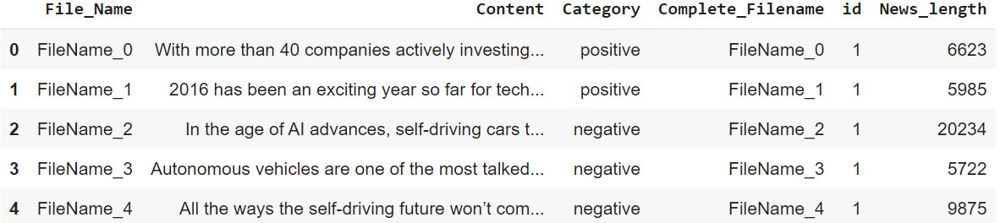 File_Name Content Category Complete_Filename id News_length
0 FileName_0 With more than 40 companies actively investing... positive FileName_0 1 6623
1 FileName_1 2016 has been an exciting year so far for tech... positive FileName_1 1 5985
2 FileName_2 In the age of AI advances, self-driving cars t... negative FileName_2 1 20234
3 FileName_3 Autonomous vehicles are one of the most talked... negative FileName_3 1 5722
4 FileName_4 All the ways the self-driving future won’t com... negative FileName_4 1 9875